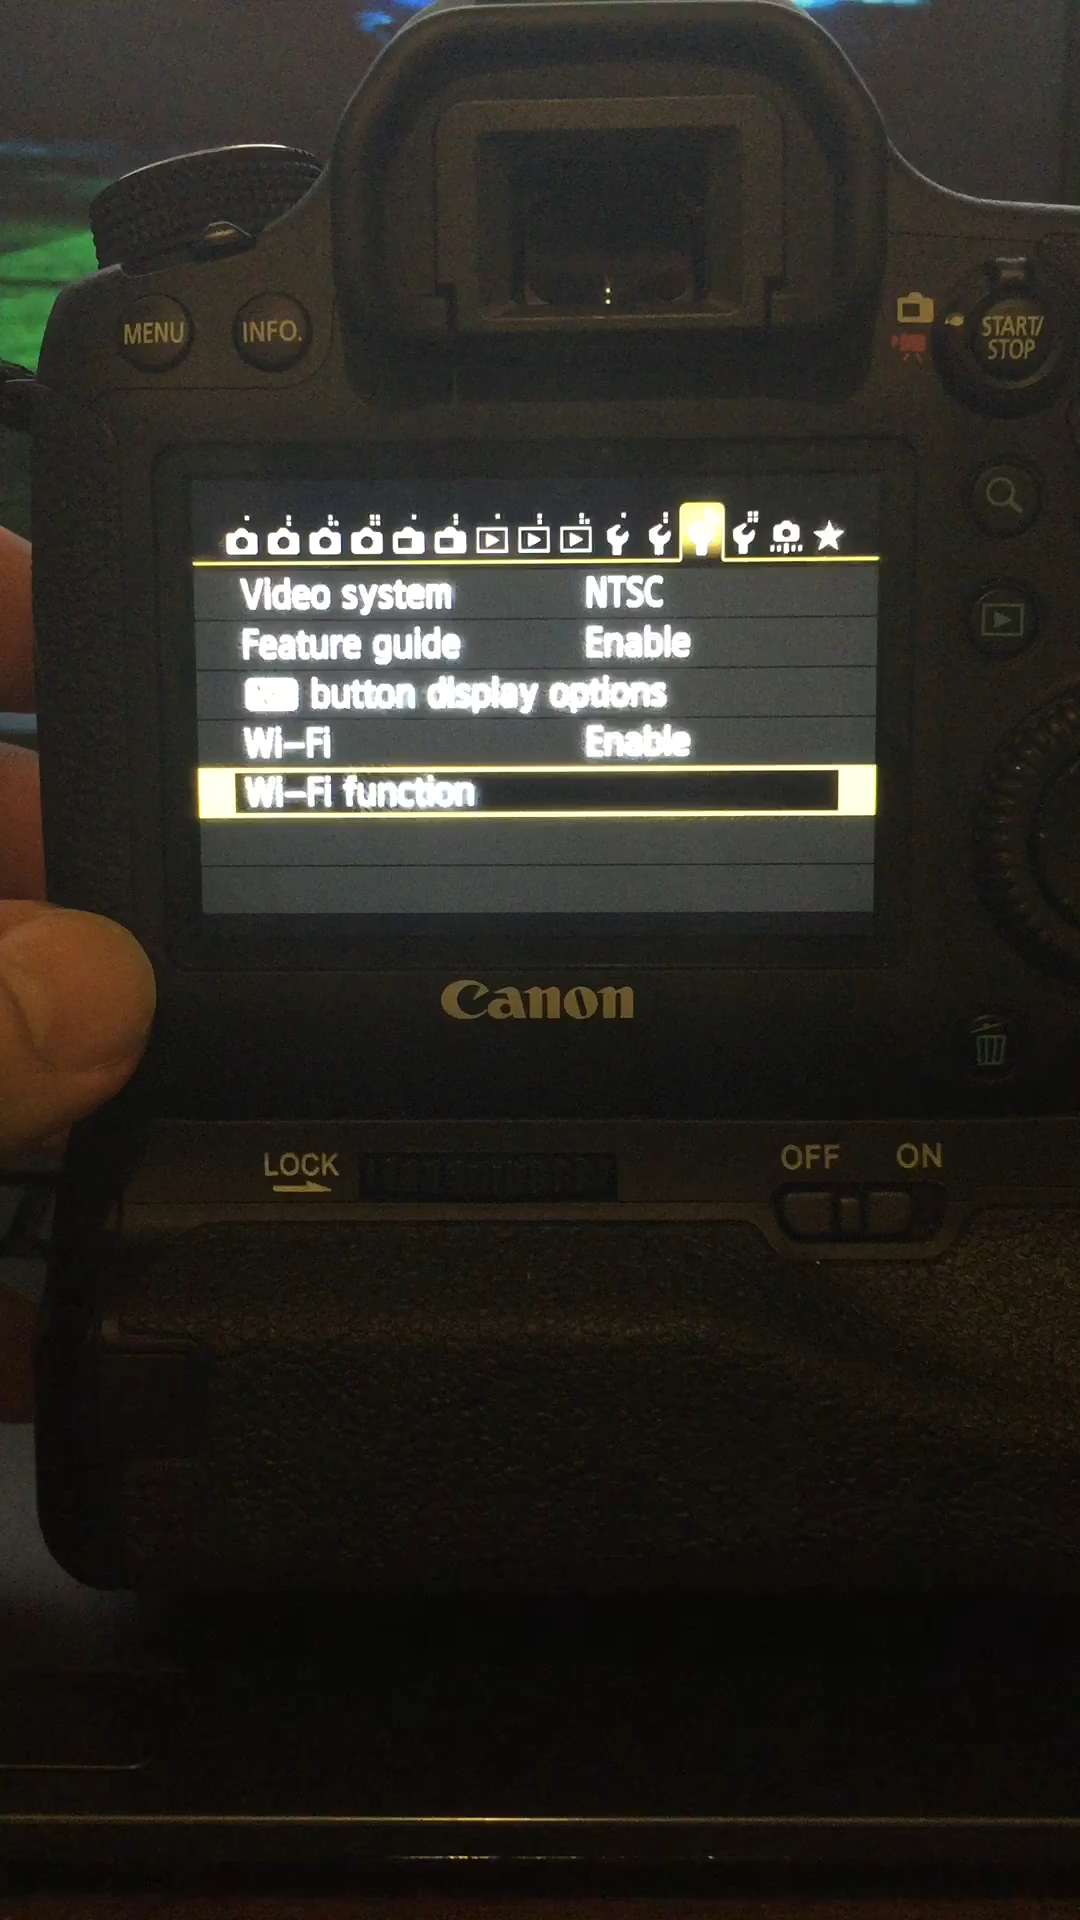 MENU INFO.
START/
STOP
Video system NTSC
Feature guide Enable
button display options
Wi-Fi Enable
Wi-Fi function
Canon
LOCK
OFF ON